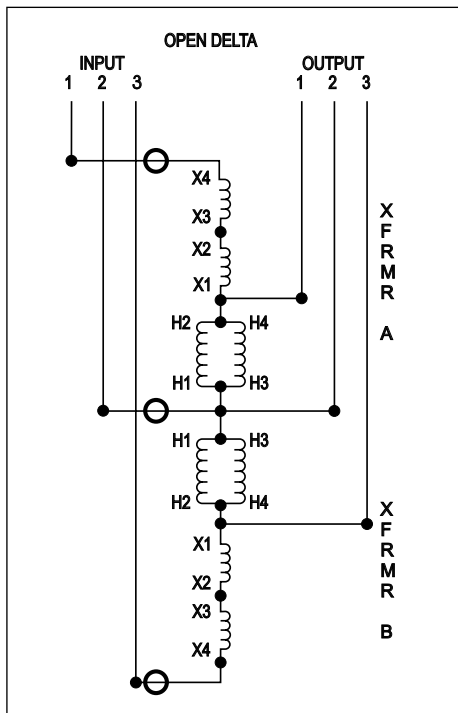 OPEN DELTA
INPUT OUTPUT
1 2 3 1 2 3
X4
X3
X2
X1
H2 H4
H1 H3
H1 H3
H2 H4
X1
X2
X3
X4
X
F
R
M
R
A
X
F
R
M
R
B